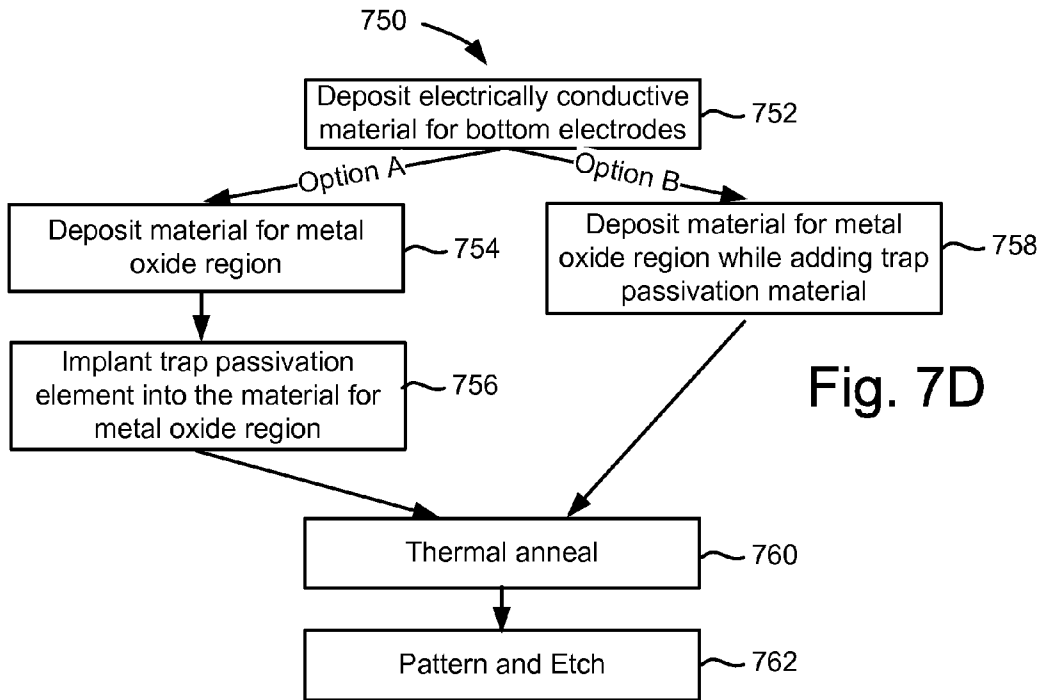 750
Deposit electrically conductive
material for bottom electrodes
752
Option A
Option B
Deposit material for metal
oxide region
754
Deposit material for metal
oxide region while adding trap
passivation material
758
Implant trap passivation
element into the material for
metal oxide region
756
Fig. 7D
Thermal anneal
760
Pattern and Etch
762